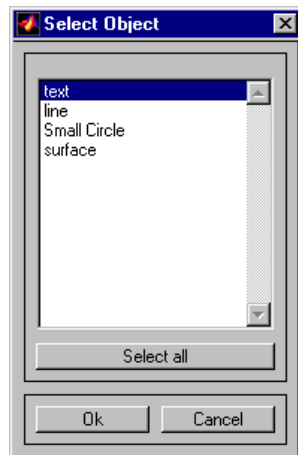 Select Object
text
line
Small Circle
surface
Select all
Ok Cancel